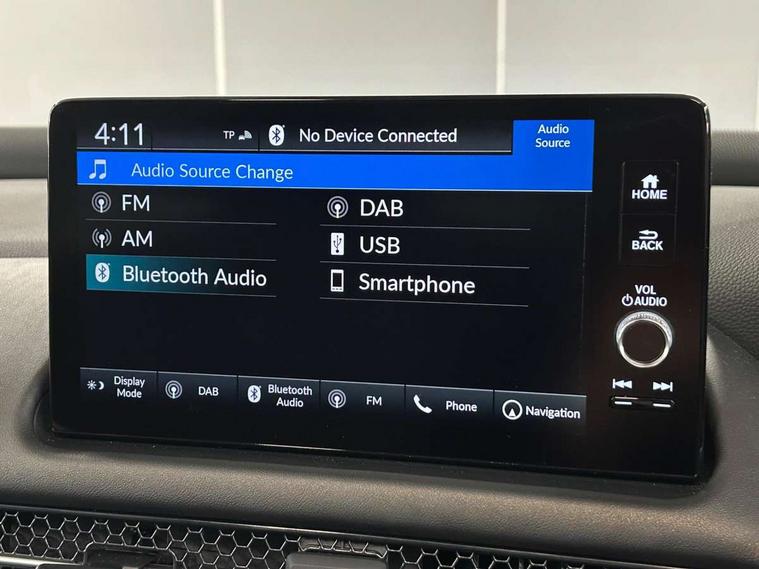 4:11
TP
No Device Connected
Audio
Source
Audio Source Change
FM
DAB
AM
USB
Bluetooth Audio
Smartphone
HOME
BACK
VOL
AUDIO
Display
Mode
DAB
Bluetooth
Audio
FM
Phone
Navigation